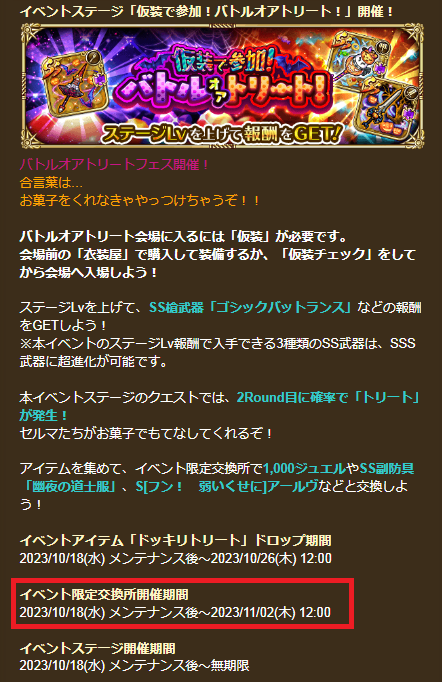 イベントステージ「仮装で参加！バトルオアトリート！」開催！
仮装で参加!
バトルオアトリート!
ステージLvを上げて報酬をGET!
バトルオアトリートフェス開催！
合言葉は...
お菓子をくれなきゃやっつけちゃうぞ！！
バトルオアトリート会場に入るには「仮装」が必要です。
会場前の「衣装屋」で購入して装備するか、「仮装チェック」をして
から会場へ入場しよう！
ステージLvを上げて、SS槍武器「ゴシックバットランス」などの報酬
をGETしよう！
※本イベントのステージLv報酬で入手できる3種類のSS武器は、SSS
武器に超進化が可能です。
本イベントステージのクエストでは、2Round目に確率で「トリート」
が発生！
セルマたちがお菓子でもてなしてくれるぞ！
アイテムを集めて、イベント限定交換所で1,000ジュエルやSS副防具
「幽夜の道士服」、S[フン！　弱いくせに]アールヴなどと交換しよ
う！
イベントアイテム「ドッキリトリート」ドロップ期間
2023/10/18(水) メンテナンス後～2023/10/26(木) 12:00
イベント限定交換所開催期間
2023/10/18(水) メンテナンス後～2023/11/02(木) 12:00
イベントステージ開催期間
2023/10/18(水) メンテナンス後～無期限